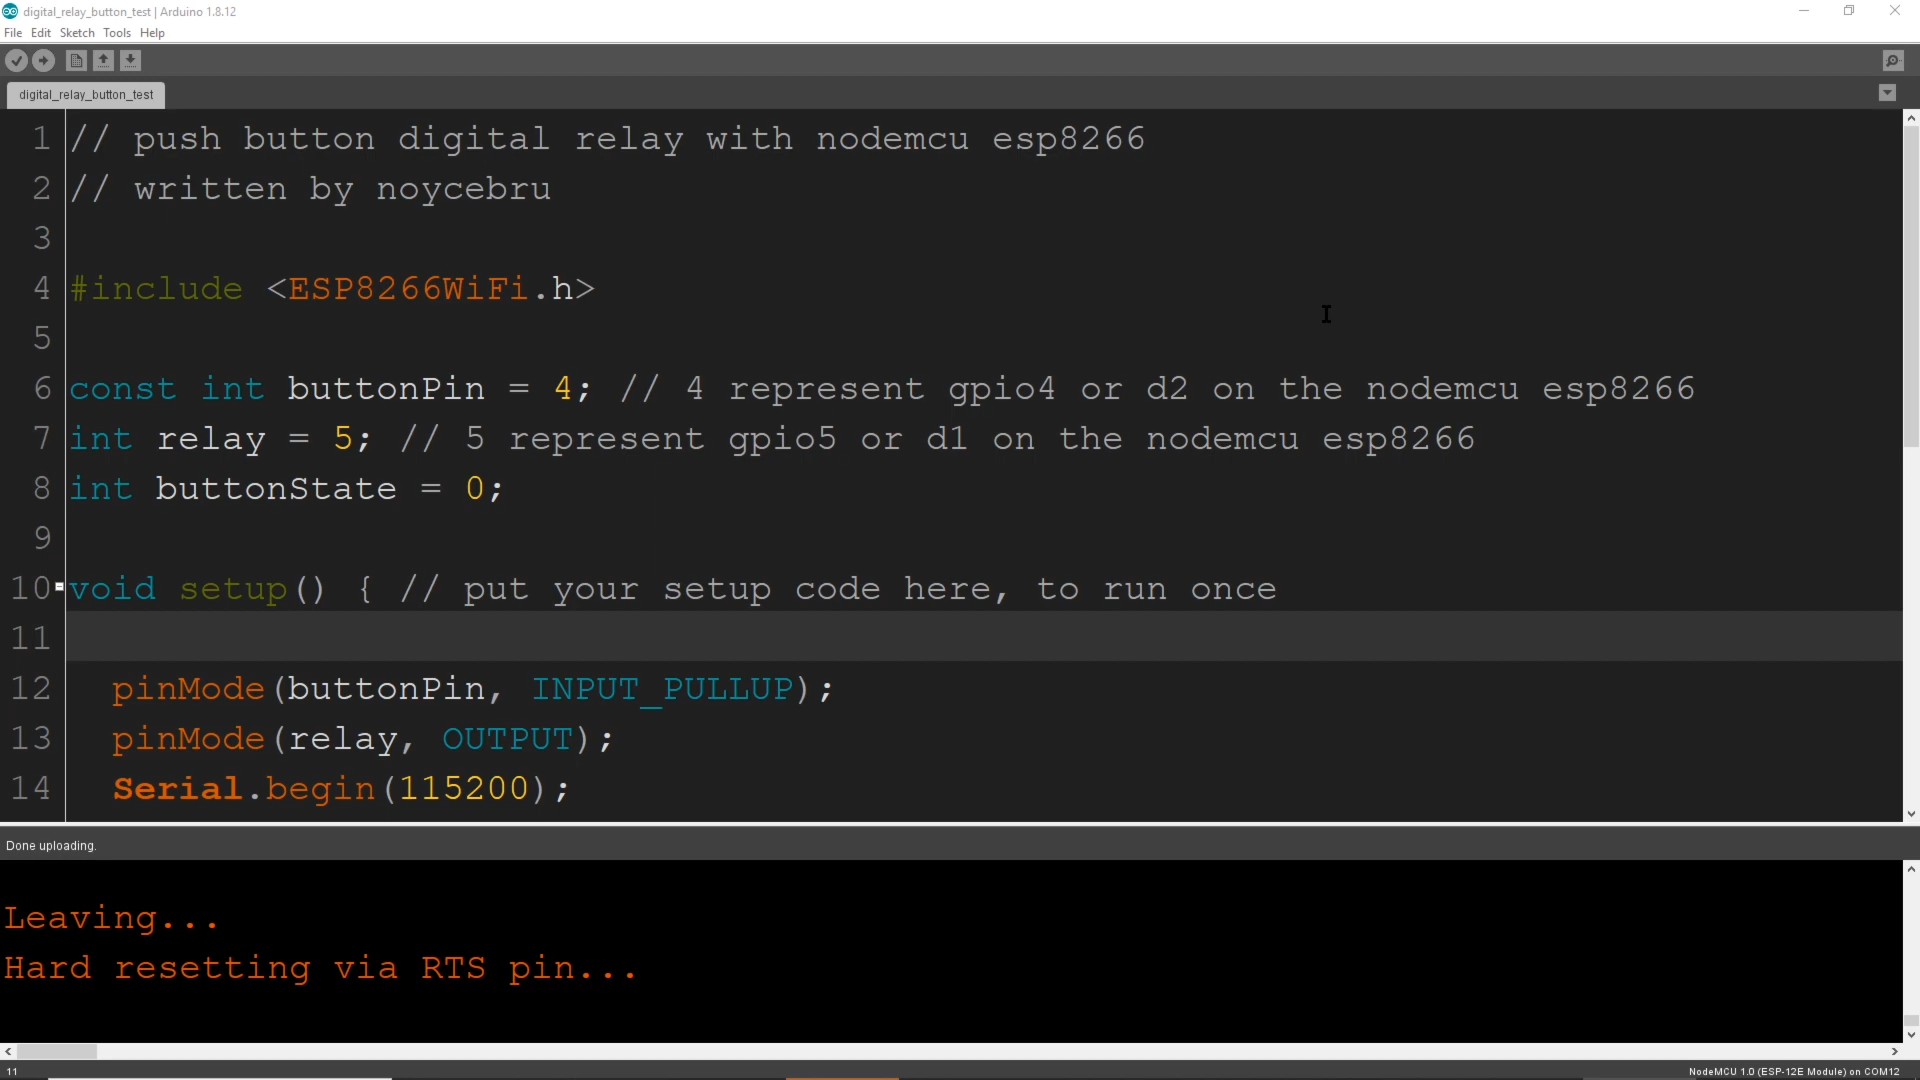 digital_relay_button_test | Arduino 1.8.12
File Edit Sketch Tools Help
digital_relay_button_test
1 // push button digital relay with nodemcu esp8266
2 // written by noycebru
3
4 #include <ESP8266WiFi.h>
5
6 const int buttonPin = 4; // 4 represent gpio4 or d2 on the nodemcu esp8266
7 int relay = 5; // 5 represent gpio5 or d1 on the nodemcu esp8266
8 int buttonState = 0;
9
10 void setup() { // put your setup code here, to run once
11
12 pinMode(buttonPin, INPUT_PULLUP);
13 pinMode(relay, OUTPUT);
14 Serial.begin(115200);
Done uploading.
Leaving...
Hard resetting via RTS pin...
11 NodeMCU 1.0 (ESP-12E Module) on COM12